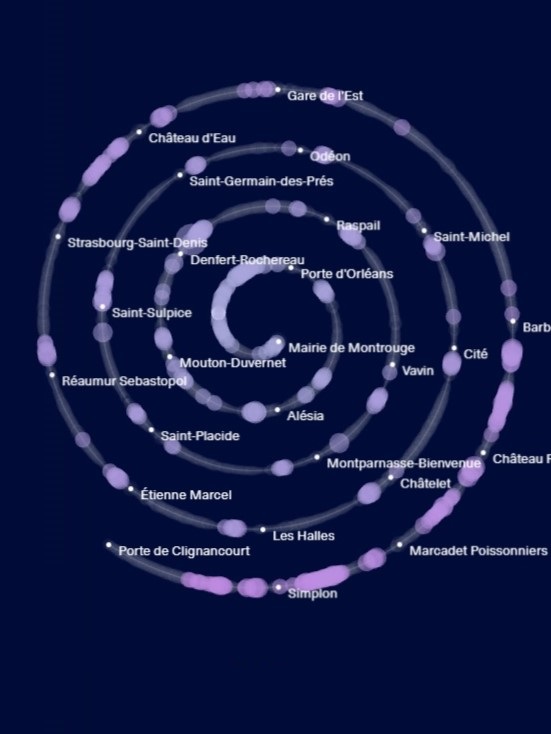 Gare de l'Est
Château d'Eau
Odéon
Saint-Germain-des-Prés
Raspail
Saint-Michel
Strasbourg-Saint-Denis
Denfert-Rochereau
Porte d'Orléans
Saint-Sulpice
Barb
Mairie de Montrouge
Cité
Mouton-Duvernet
Vavin
Réaumur Sebastopol
Alésia
Saint-Placide
Montparnasse-Bienvenue
Château R
Châtelet
Étienne Marcel
Les Halles
Porte de Clignancourt
Marcadet Poissonniers
Simplon